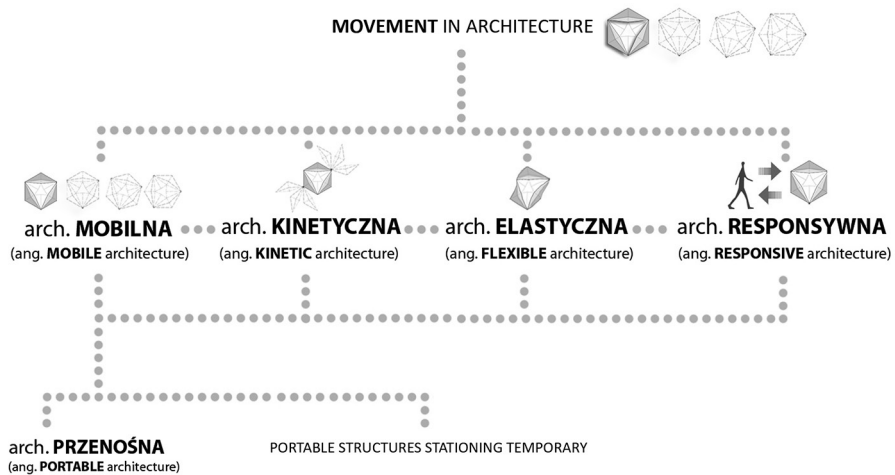 MOVEMENT IN ARCHITECTURE
arch. MOBILNA
arch. KINETYCZNA
arch. ELASTYCZNA
arch. RESPONSYWNA
(ang. MOBILE architecture)
(ang. KINETIC architecture)
(ang. FLEXIBLE architecture)
(ang. RESPONSIVE architecture)
arch. PRZENOŚNA
(ang. PORTABLE architecture)
PORTABLE STRUCTURES STATIONING TEMPORARY